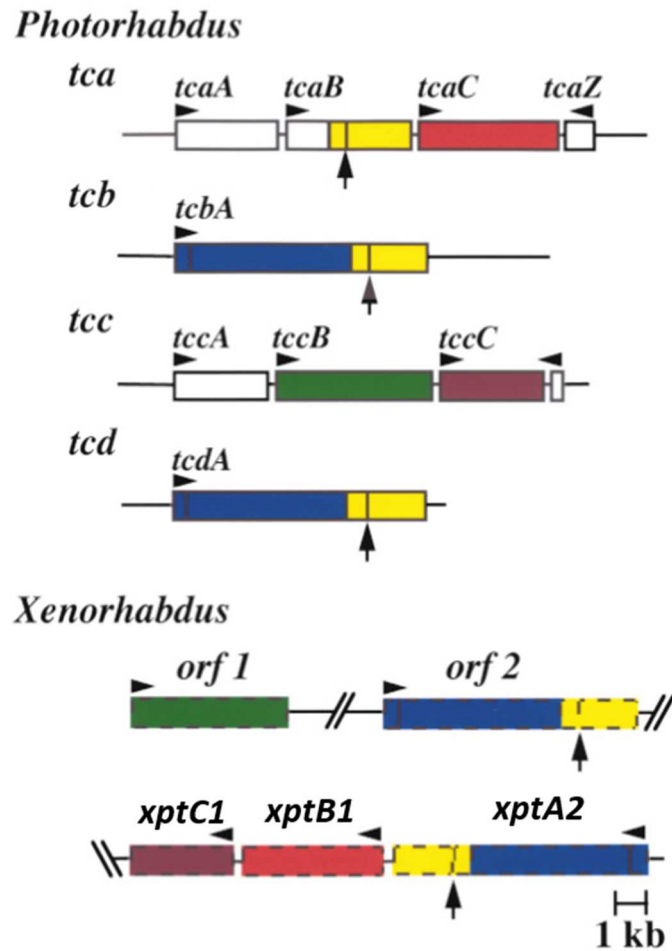 Photorhabdus
tca
tcaA tcaB tcaC tcaZ
tcb
tcbA
tcc
tccA tccB tccC
tcd
tcdA
Xenorhabdus
orf 1 orf 2
xptC1 xptB1 xptA2
1 kb